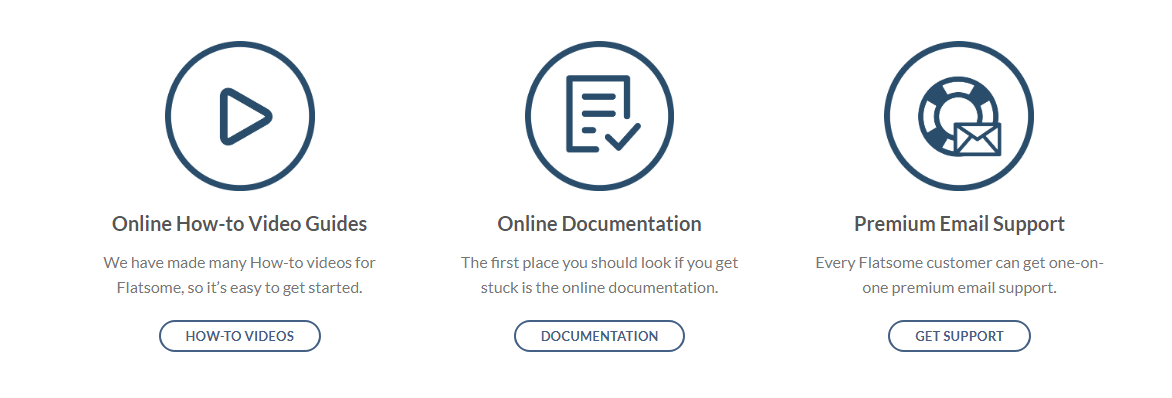 Online How-to Video Guides
We have made many How-to videos for
Flatsome, so it's easy to get started.
HOW-TO VIDEOS
Online Documentation
The first place you should look if you get
stuck is the online documentation.
DOCUMENTATION
Premium Email Support
Every Flatsome customer can get one-on-
one premium email support.
GET SUPPORT